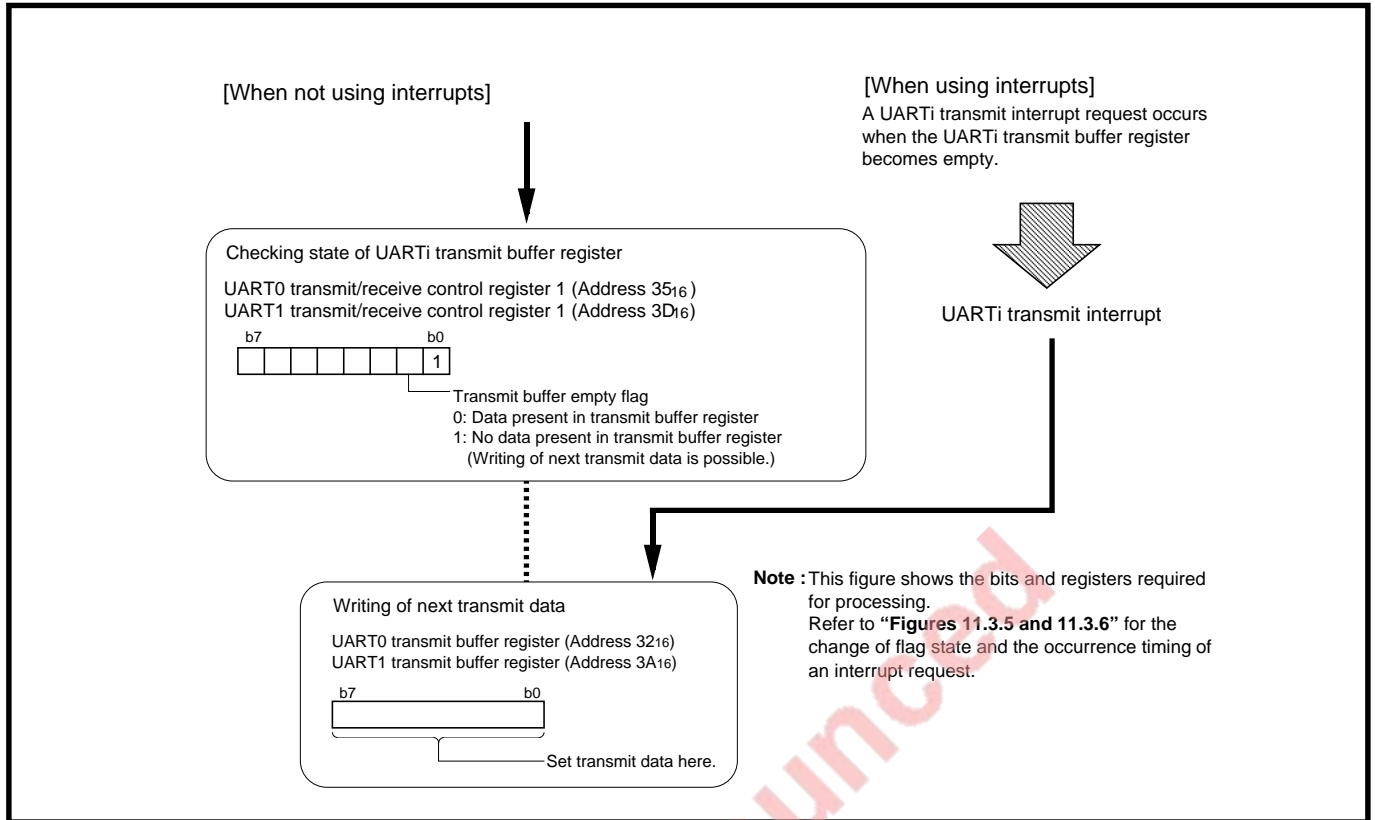 [When not using interrupts]
[When using interrupts]
A UARTi transmit interrupt request occurs
when the UARTi transmit buffer register
becomes empty.
Checking state of UARTi transmit buffer register
UART0 transmit/receive control register 1 (Address 3516)
UART1 transmit/receive control register 1 (Address 3D16)
b7 b0
1
Transmit buffer empty flag
0: Data present in transmit buffer register
1: No data present in transmit buffer register
(Writing of next transmit data is possible.)
UARTi transmit interrupt
Writing of next transmit data
UART0 transmit buffer register (Address 3216)
UART1 transmit buffer register (Address 3A16)
b7 b0
Set transmit data here.
Note : This figure shows the bits and registers required
for processing.
Refer to “Figures 11.3.5 and 11.3.6” for the
change of flag state and the occurrence timing of
an interrupt request.
unced